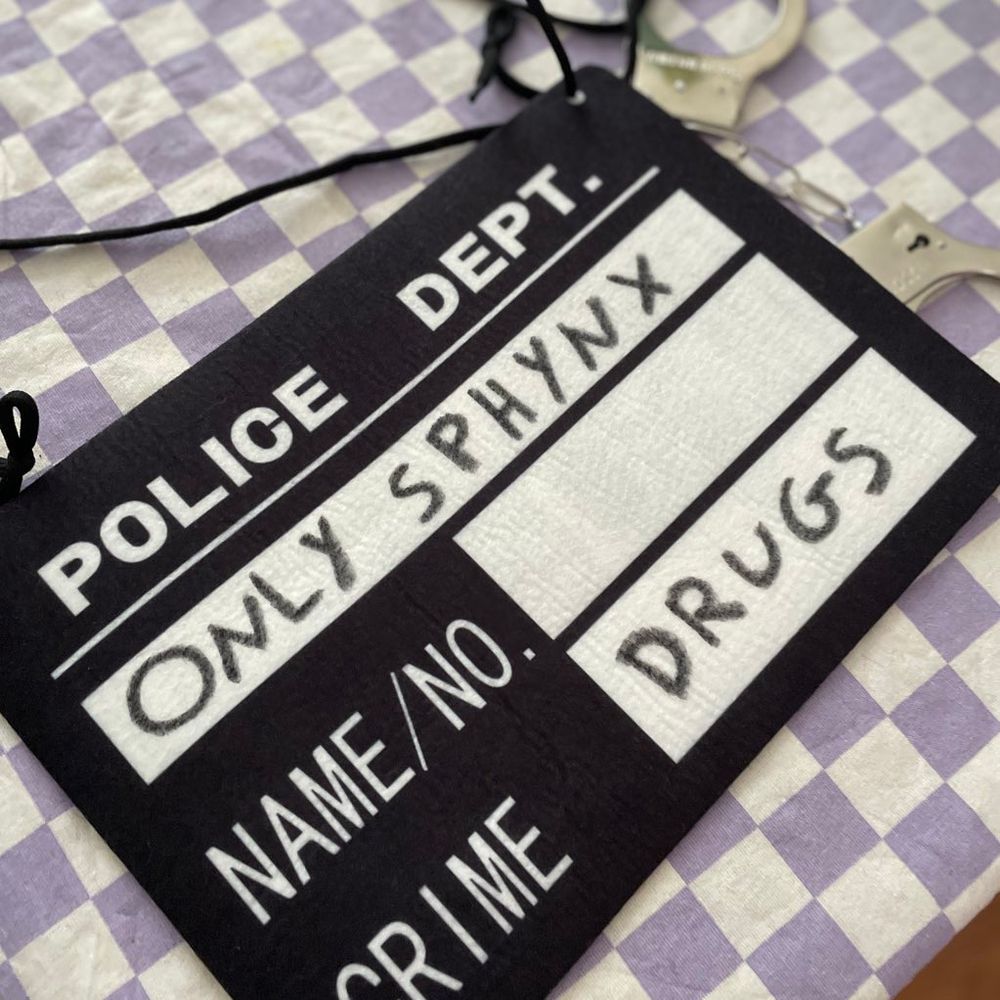 POLICE DEPT.
ONLY SPHYNX
NAME/NO.
CRIME DRUGS